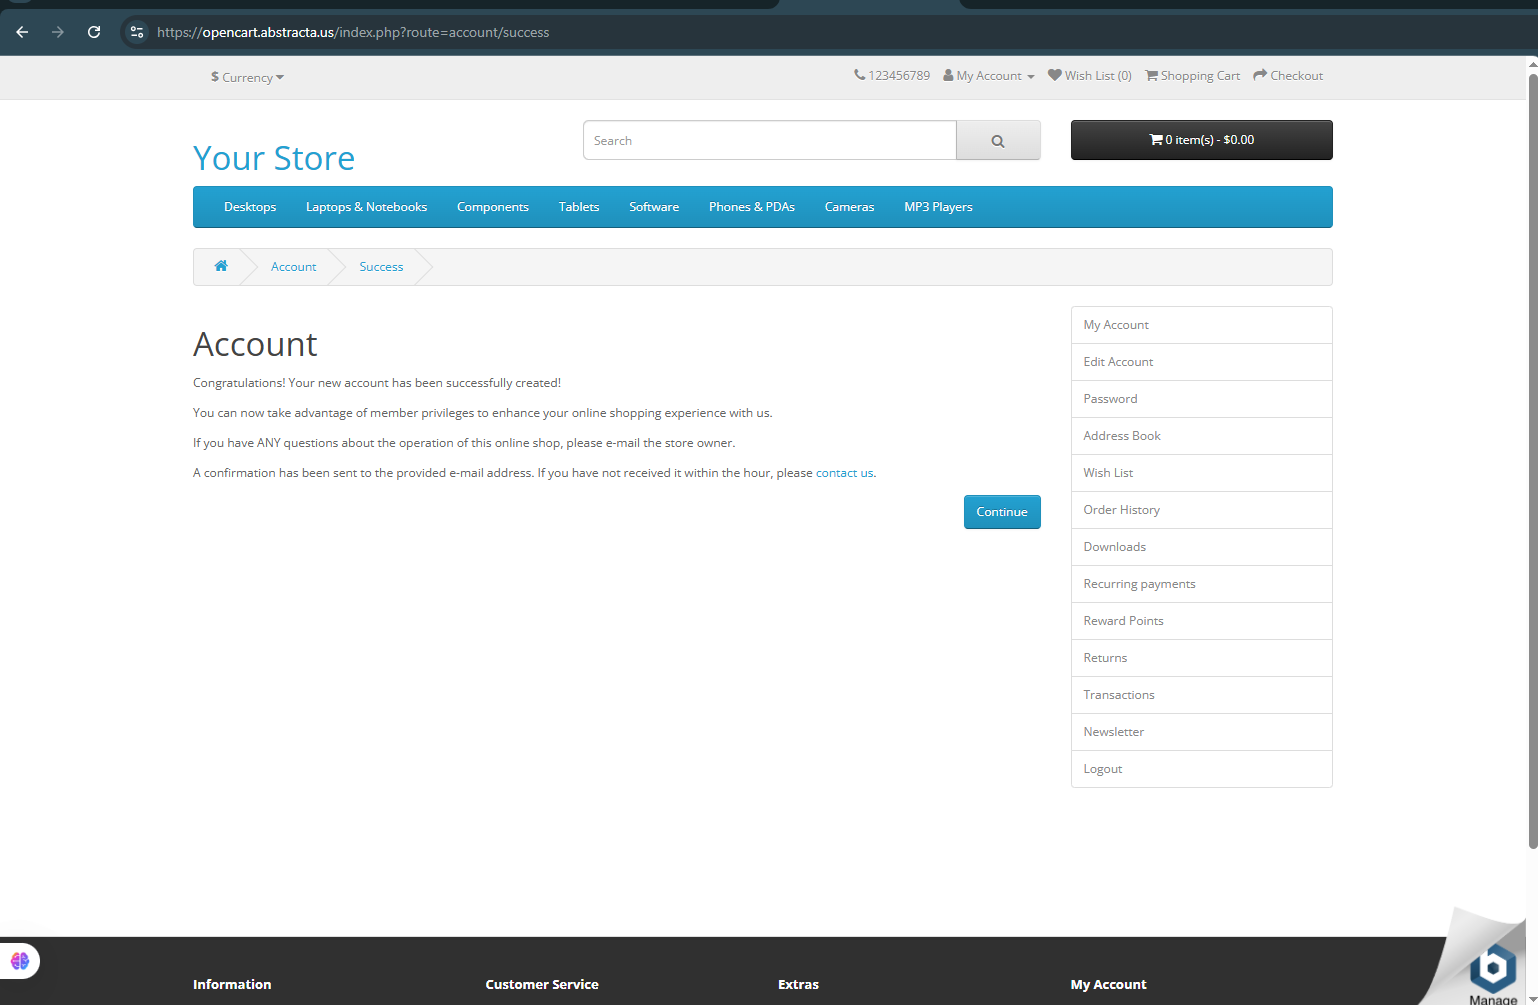 https://opencart.abstracta.us/index.php?route=account/success
$ Currency
123456789 My Account Wish List (0) Shopping Cart Checkout
Your Store
Search
0 item(s) - $0.00
Desktops Laptops & Notebooks Components Tablets Software Phones & PDAs Cameras MP3 Players
Account Success
Account
Congratulations! Your new account has been successfully created!
You can now take advantage of member privileges to enhance your online shopping experience with us.
If you have ANY questions about the operation of this online shop, please e-mail the store owner.
A confirmation has been sent to the provided e-mail address. If you have not received it within the hour, please contact us.
Continue
My Account
Edit Account
Password
Address Book
Wish List
Order History
Downloads
Recurring payments
Reward Points
Returns
Transactions
Newsletter
Logout
Information Customer Service Extras My Account
Manage